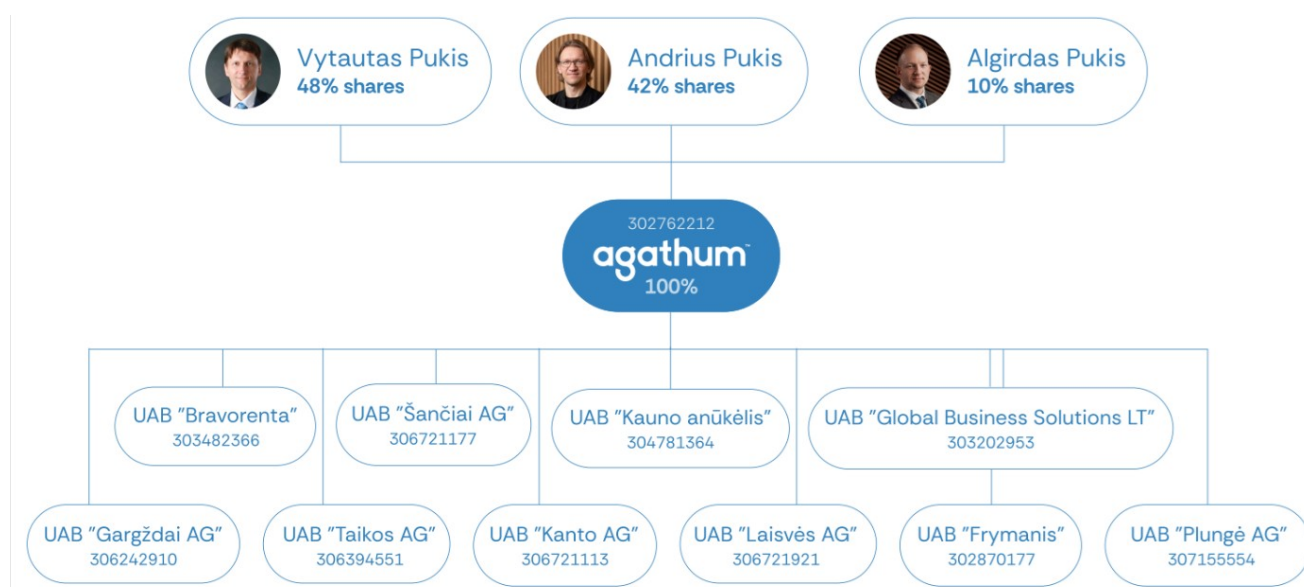 Vytautas Pukis
48% shares
Andrius Pukis
42% shares
Algirdas Pukis
10% shares
302762212
agathum™
100%
UAB "Bravorenta"
303482366
UAB "Šančiai AG"
306721177
UAB "Kauno anūkėlis"
304781364
UAB "Global Business Solutions LT"
303202953
UAB "Gargždai AG"
306242910
UAB "Taikos AG"
306394551
UAB "Kanto AG"
306721113
UAB "Laisvės AG"
306721921
UAB "Frymanis"
302870177
UAB "Plungė AG"
307155554